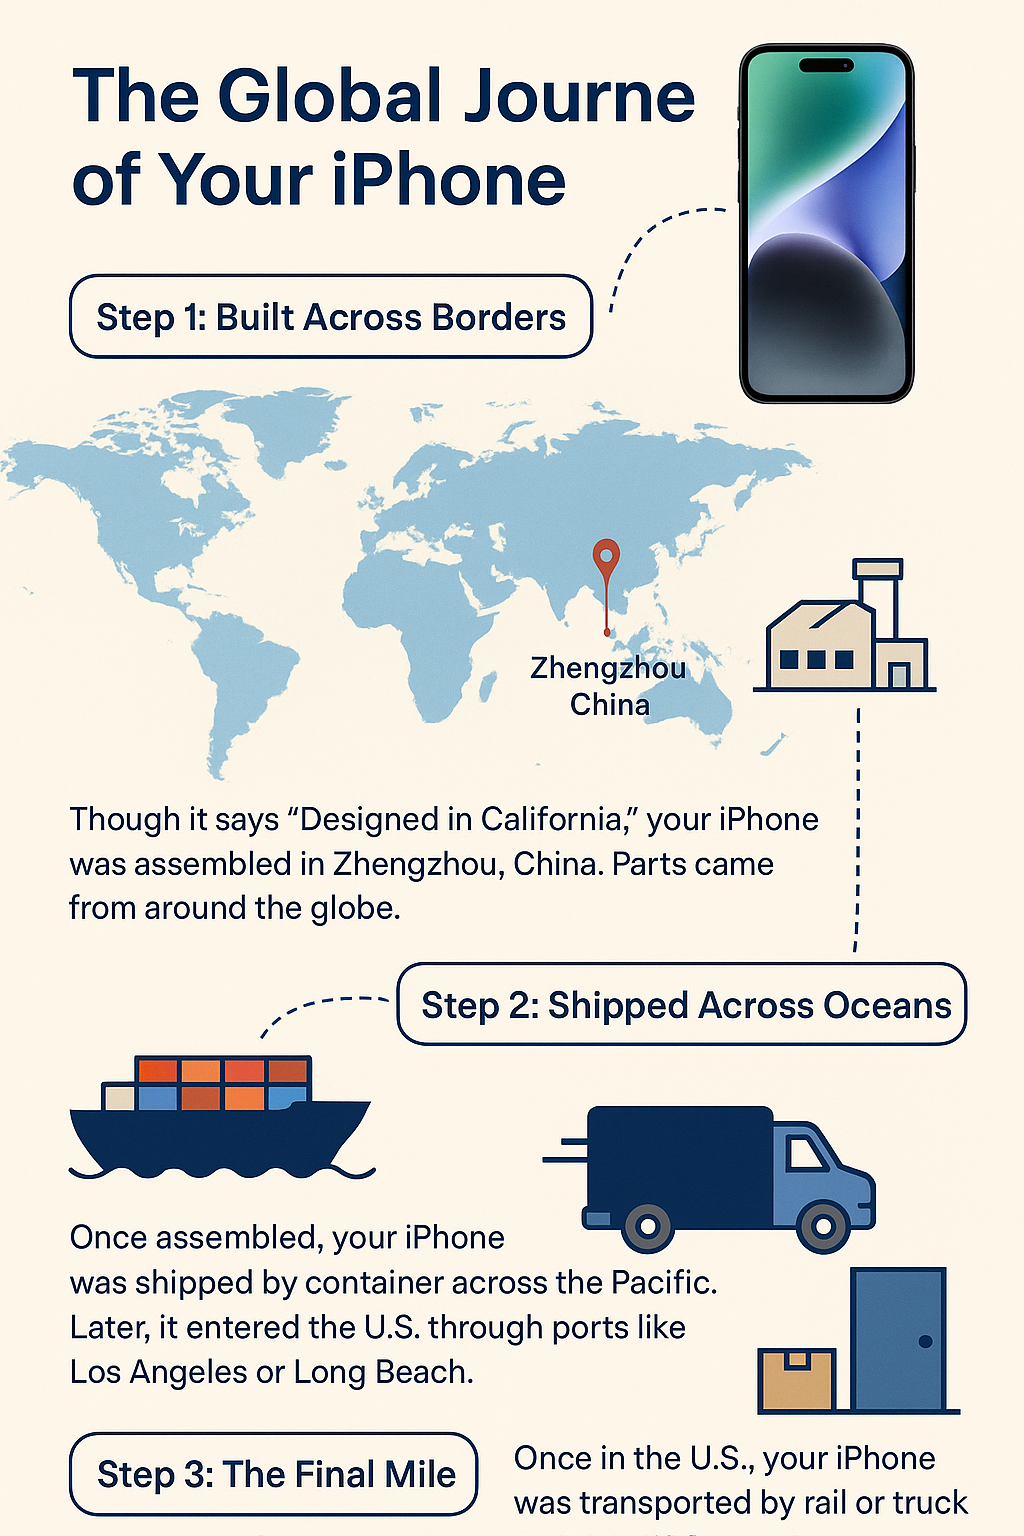 The Global Journe
of Your iPhone
Step 1: Built Across Borders
Zhengzhou
China
Though it says “Designed in California,” your iPhone
was assembled in Zhengzhou, China. Parts came
from around the globe.
Step 2: Shipped Across Oceans
Once assembled, your iPhone
was shipped by container across the Pacific.
Later, it entered the U.S. through ports like
Los Angeles or Long Beach.
Step 3: The Final Mile
Once in the U.S., your iPhone
was transported by rail or truck